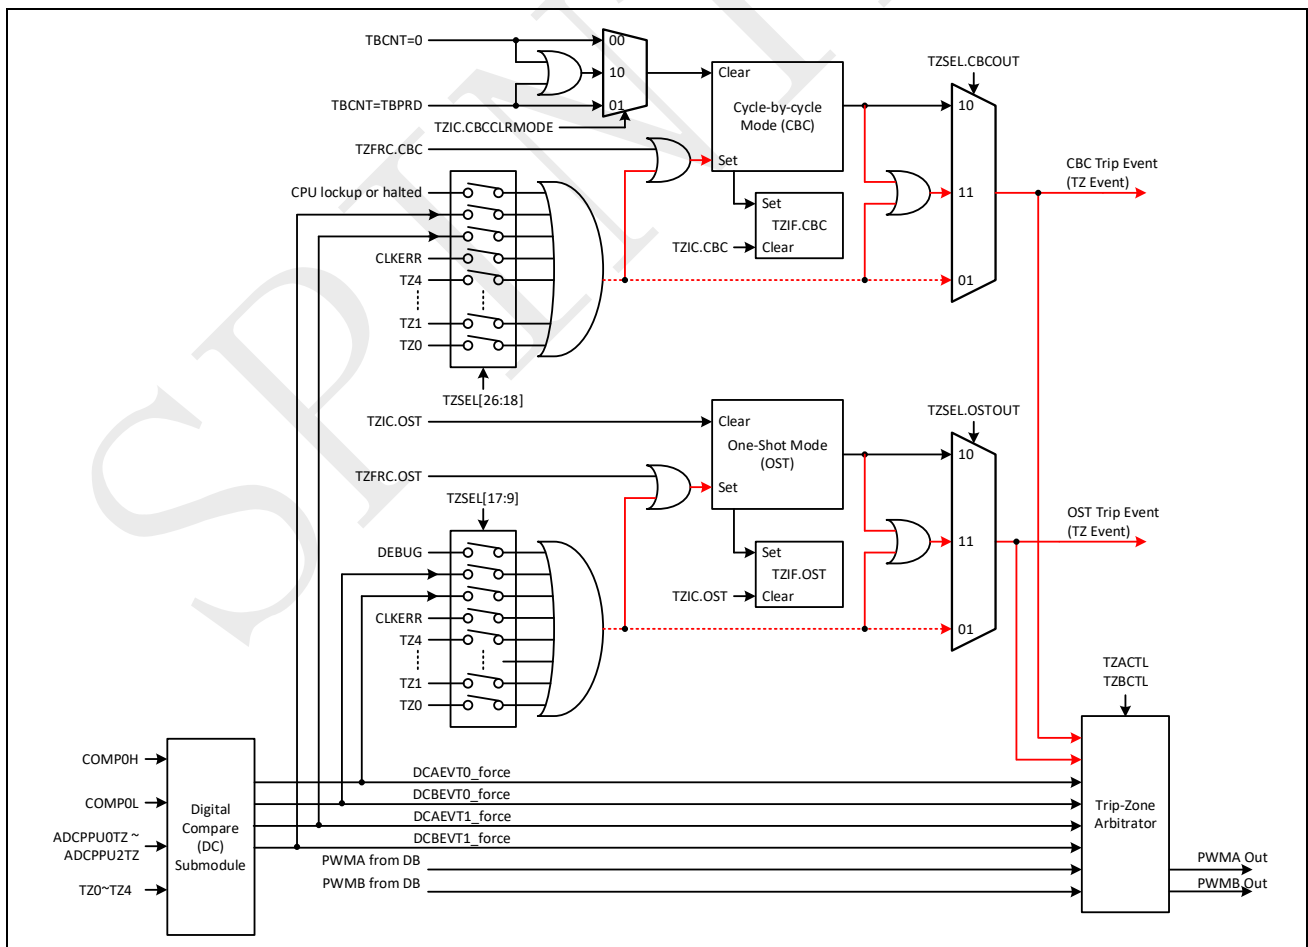 TBCNT=0
00
10
TBCNT=TBPRD
01
TZIC.CBCCLRMODE
TZFRC.CBC
Clear
Cycle-by-cycle
Mode (CBC)
Set
TZSEL.CBCOUT
10
11
01
CBC Trip Event
(TZ Event)
CPU lockup or halted
CLKERR
TZ4
TZ1
TZ0
TZSEL[26:18]
Set
TZIF.CBC
TZIC.CBC
Clear
TZIC.OST
TZFRC.OST
Clear
One-Shot Mode
(OST)
Set
TZSEL.OSTOUT
10
11
01
OST Trip Event
(TZ Event)
TZSEL[17:9]
DEBUG
CLKERR
TZ4
TZ1
TZ0
Set
TZIF.OST
TZIC.OST
Clear
TZACTL
TZBCTL
COMP0H
COMP0L
ADCPPU0TZ ~
ADCPPU2TZ
TZ0~TZ4
Digital
Compare
(DC)
Submodule
DCAEVT0_force
DCBEVT0_force
DCAEVT1_force
DCBEVT1_force
PWMA from DB
PWMB from DB
Trip-Zone
Arbitrator
PWMA Out
PWMB Out